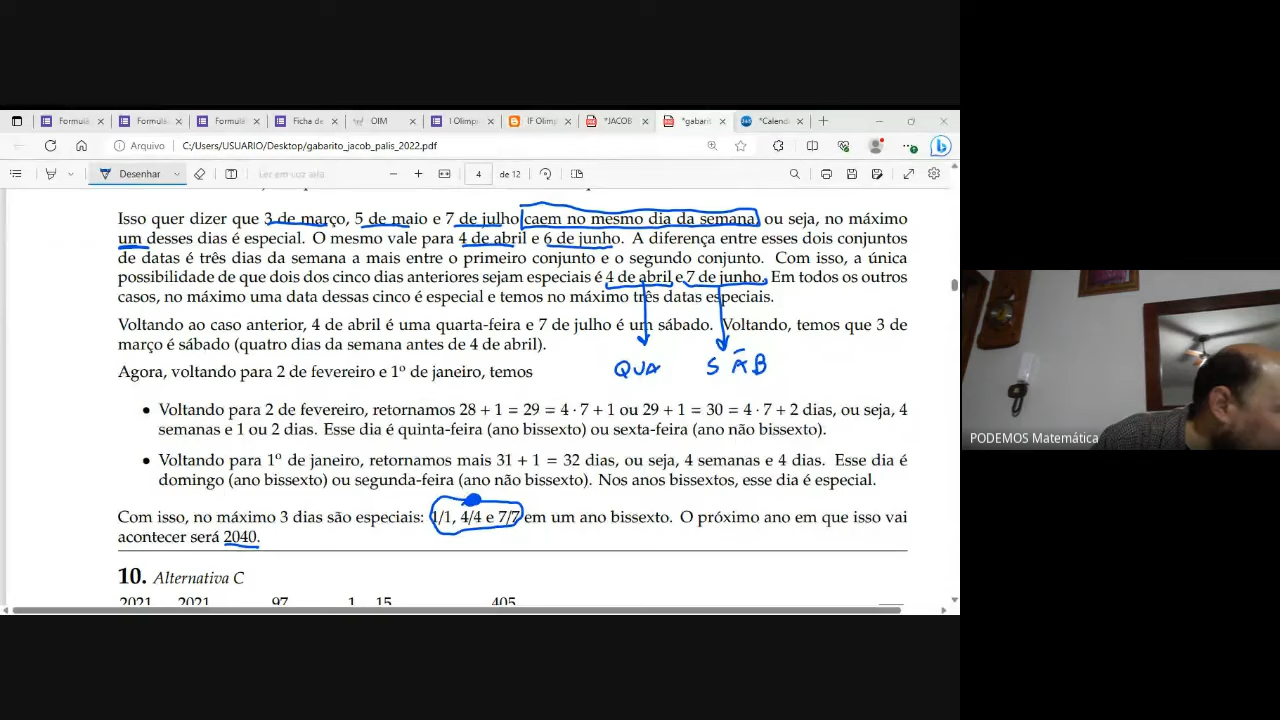 Formulá
Formulá
Formulá
Ficha de
OIM
I Olimpi
IF Olimp
*JACOB
*gabarit
*Calenda
Arquivo
C:/Users/USUARIO/Desktop/gabarito_jacob_palis_2022.pdf
Desenhar
Ler em voz alta
4
de 12
Isso quer dizer que 3 de março, 5 de maio e 7 de julho caem no mesmo dia da semana, ou seja, no máximo
um desses dias é especial. O mesmo vale para 4 de abril e 6 de junho. A diferença entre esses dois conjuntos
de datas é três dias da semana a mais entre o primeiro conjunto e o segundo conjunto. Com isso, a única
possibilidade de que dois dos cinco dias anteriores sejam especiais é 4 de abril e 7 de junho. Em todos os outros
casos, no máximo uma data dessas cinco é especial e temos no máximo três datas especiais.
Voltando ao caso anterior, 4 de abril é uma quarta-feira e 7 de julho é um sábado. Voltando, temos que 3 de
março é sábado (quatro dias da semana antes de 4 de abril).
QUA SÁB
Agora, voltando para 2 de fevereiro e 1º de janeiro, temos
• Voltando para 2 de fevereiro, retornamos 28 + 1 = 29 = 4 · 7 + 1 ou 29 + 1 = 30 = 4 · 7 + 2 dias, ou seja, 4
semanas e 1 ou 2 dias. Esse dia é quinta-feira (ano bissexto) ou sexta-feira (ano não bissexto).
• Voltando para 1º de janeiro, retornamos mais 31 + 1 = 32 dias, ou seja, 4 semanas e 4 dias. Esse dia é
domingo (ano bissexto) ou segunda-feira (ano não bissexto). Nos anos bissextos, esse dia é especial.
Com isso, no máximo 3 dias são especiais: 1/1, 4/4 e 7/7 em um ano bissexto. O próximo ano em que isso vai
acontecer será 2040.
10. Alternativa C
2021 2021 97 1 15 405
PODEMOS Matemática